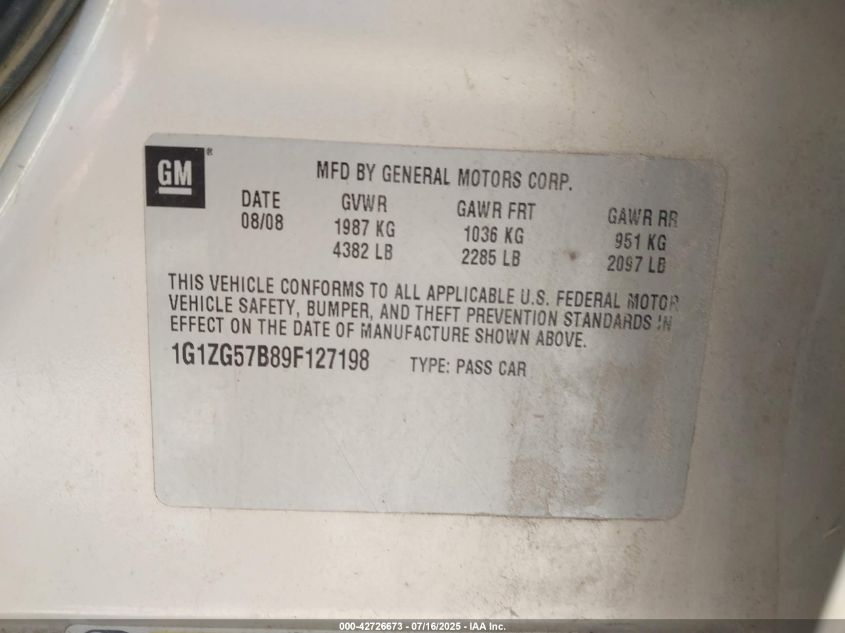 GM ®
MFD BY GENERAL MOTORS CORP.
DATE GVWR GAWR FRT GAWR RR
08/08 1987 KG 1036 KG 951 KG
4382 LB 2285 LB 2097 LB
THIS VEHICLE CONFORMS TO ALL APPLICABLE U.S. FEDERAL MOTOR
VEHICLE SAFETY, BUMPER, AND THEFT PREVENTION STANDARDS IN
EFFECT ON THE DATE OF MANUFACTURE SHOWN ABOVE.
1G1ZG57B89F127198 TYPE: PASS CAR
000-42726673 - 07/16/2025 - IAA Inc.